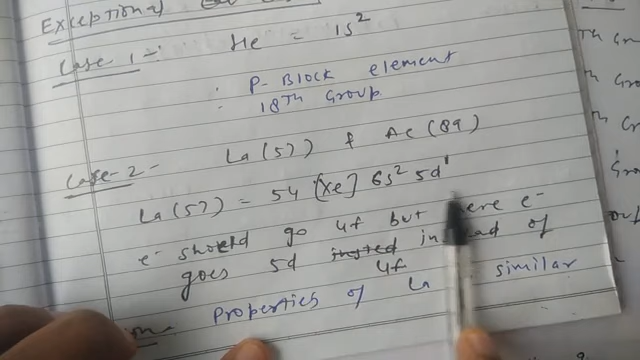 Exceptional
Case 1 :- He = 1s²
∴ P-Block element
18Th Group
Case-2 - La (57) & Ac (89)
La (57) = 54 [Xe] 6s² 5d¹
e⁻ should go 4f but here e⁻
goes 5d insted instead of
4f
Properties of La similar